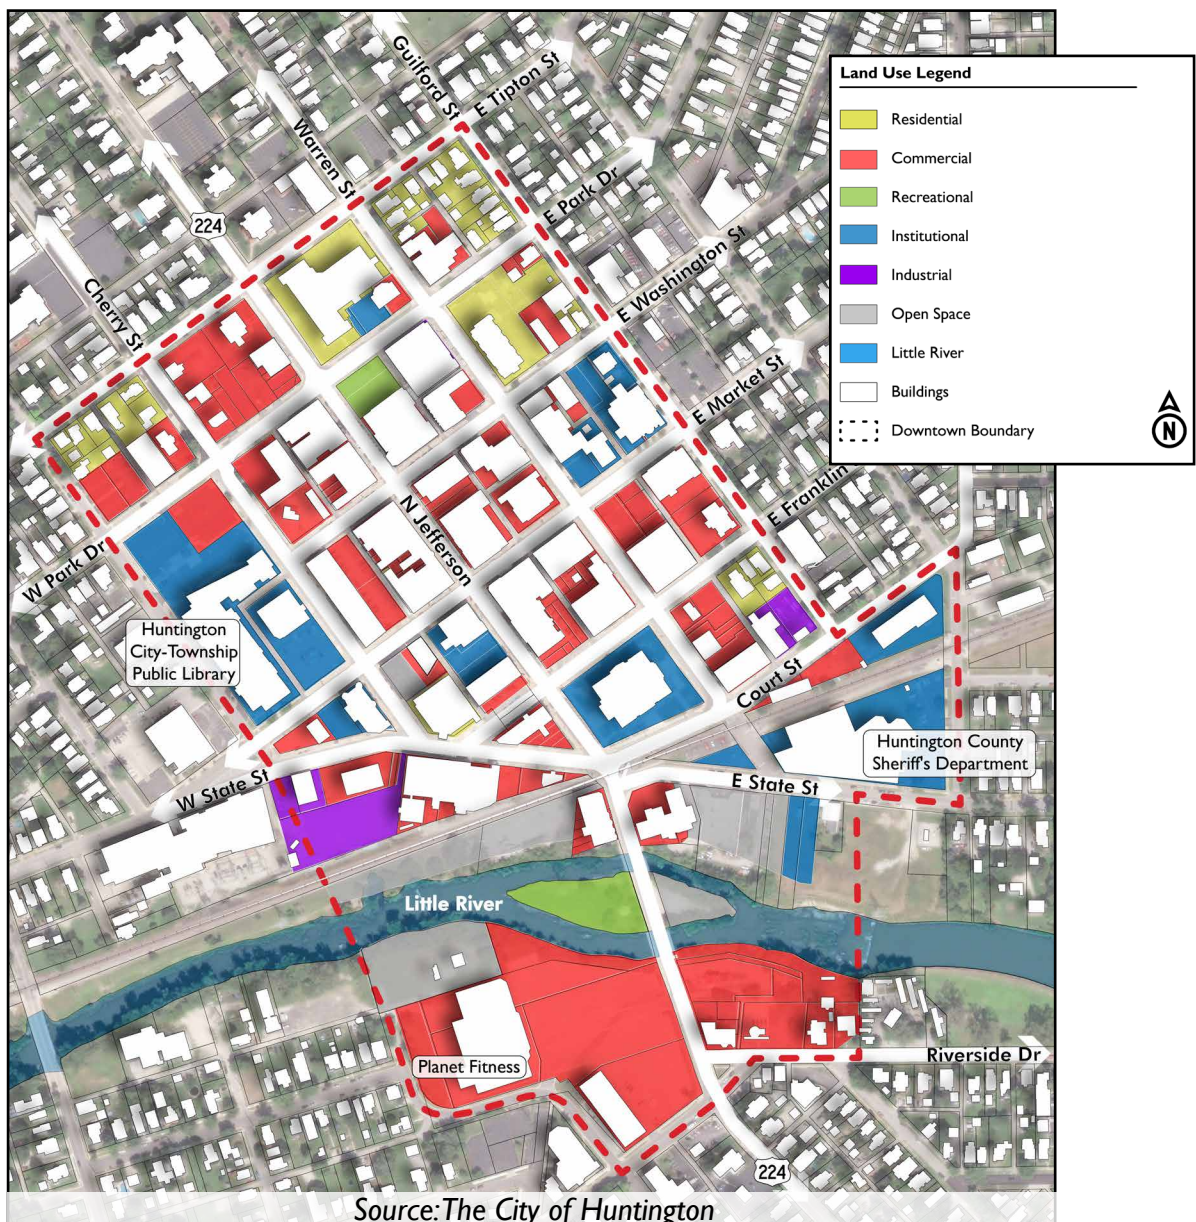 Land Use Legend
Residential
Commercial
Recreational
Institutional
Industrial
Open Space
Little River
Buildings
Downtown Boundary
N
Guilford St
E Tipton St
Warren St
E Park Dr
224
E Washington St
Cherry St
E Market St
E Franklin
N Jefferson
W Park Dr
Huntington
City-Township
Public Library
Court St
Huntington County
Sheriff's Department
W State St
E State St
Little River
Planet Fitness
Riverside Dr
224
Source:The City of Huntington